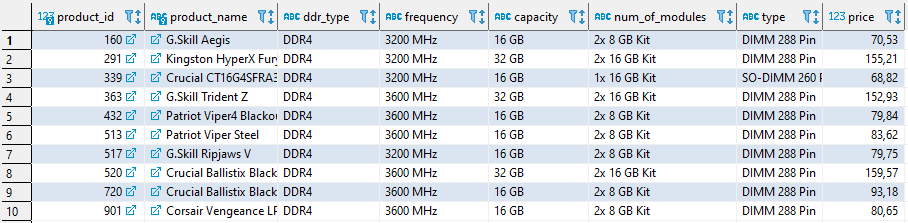 123 product_id ABC product_name ABC ddr_type ABC frequency ABC capacity ABC num_of_modules ABC type 123 price
1 160 G.Skill Aegis DDR4 3200 MHz 16 GB 2x 8 GB Kit DIMM 288 Pin 70,53
2 291 Kingston HyperX Fury DDR4 3200 MHz 32 GB 2x 16 GB Kit DIMM 288 Pin 155,21
3 339 Crucial CT16G4SFRA3 DDR4 3200 MHz 16 GB 1x 16 GB Kit SO-DIMM 260 P 68,82
4 363 G.Skill Trident Z DDR4 3600 MHz 32 GB 2x 16 GB Kit DIMM 288 Pin 152,93
5 432 Patriot Viper4 Blackou DDR4 3600 MHz 16 GB 2x 8 GB Kit DIMM 288 Pin 79,84
6 513 Patriot Viper Steel DDR4 3600 MHz 16 GB 2x 8 GB Kit DIMM 288 Pin 83,62
7 517 G.Skill Ripjaws V DDR4 3200 MHz 16 GB 2x 8 GB Kit DIMM 288 Pin 79,75
8 520 Crucial Ballistix Black DDR4 3600 MHz 32 GB 2x 16 GB Kit DIMM 288 Pin 159,57
9 720 Crucial Ballistix Black DDR4 3600 MHz 16 GB 2x 8 GB Kit DIMM 288 Pin 93,18
10 901 Corsair Vengeance LP DDR4 3600 MHz 16 GB 2x 8 GB Kit DIMM 288 Pin 80,65